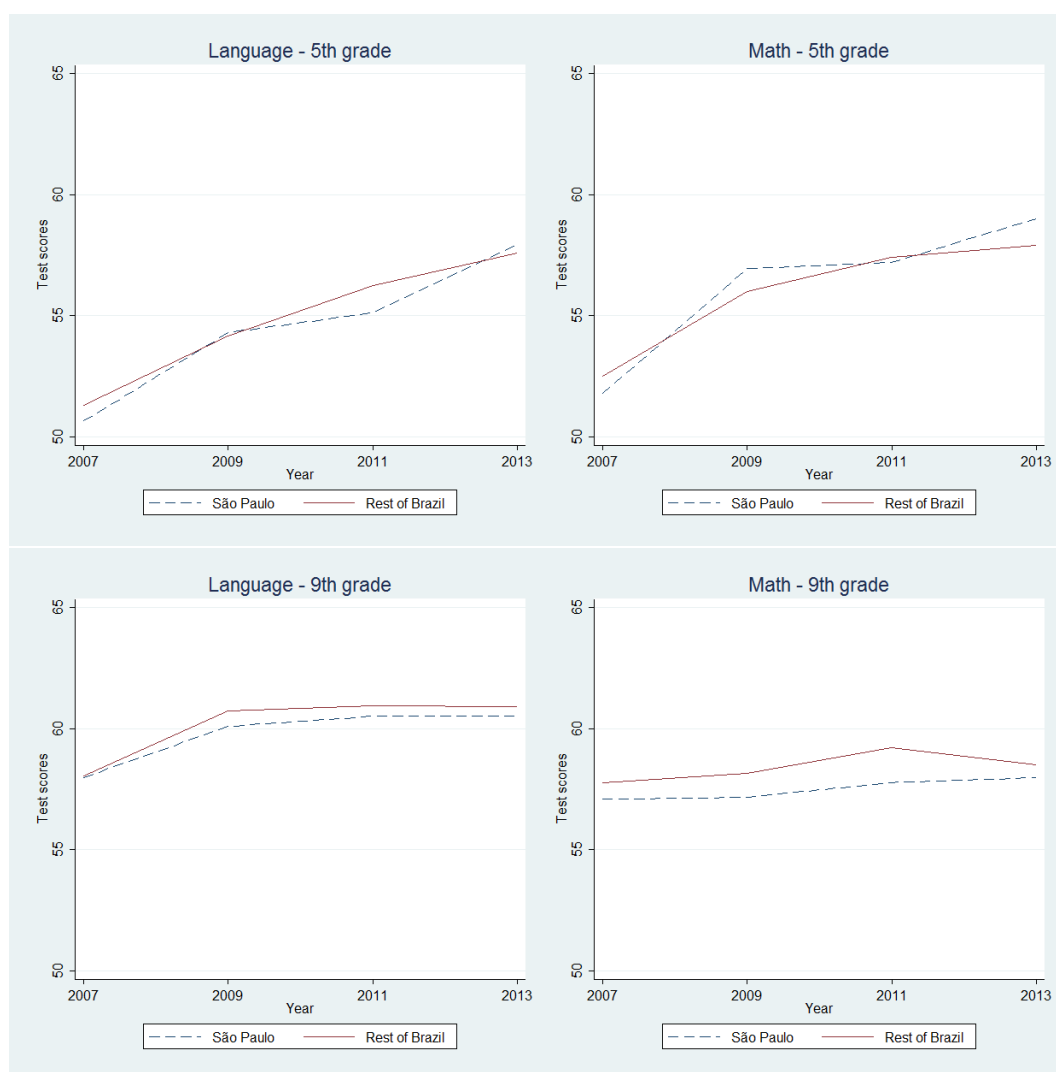 Language - 5th grade
65
60
55
50
Test scores
2007 2009 2011 2013
Year
São Paulo Rest of Brazil
Math - 5th grade
65
60
55
50
Test scores
2007 2009 2011 2013
Year
São Paulo Rest of Brazil
Language - 9th grade
65
60
55
50
Test scores
2007 2009 2011 2013
Year
São Paulo Rest of Brazil
Math - 9th grade
65
60
55
50
Test scores
2007 2009 2011 2013
Year
São Paulo Rest of Brazil